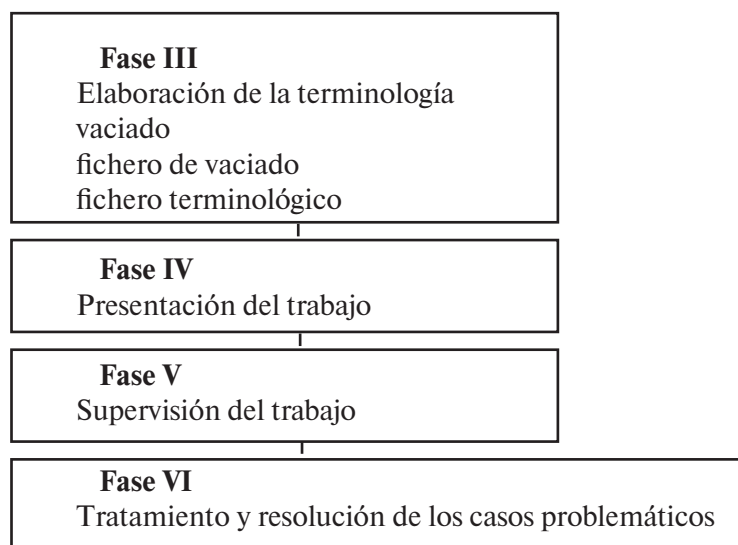 Fase III
Elaboración de la terminología
vaciado
fichero de vaciado
fichero terminológico
Fase IV
Presentación del trabajo
Fase V
Supervisión del trabajo
Fase VI
Tratamiento y resolución de los casos problemáticos